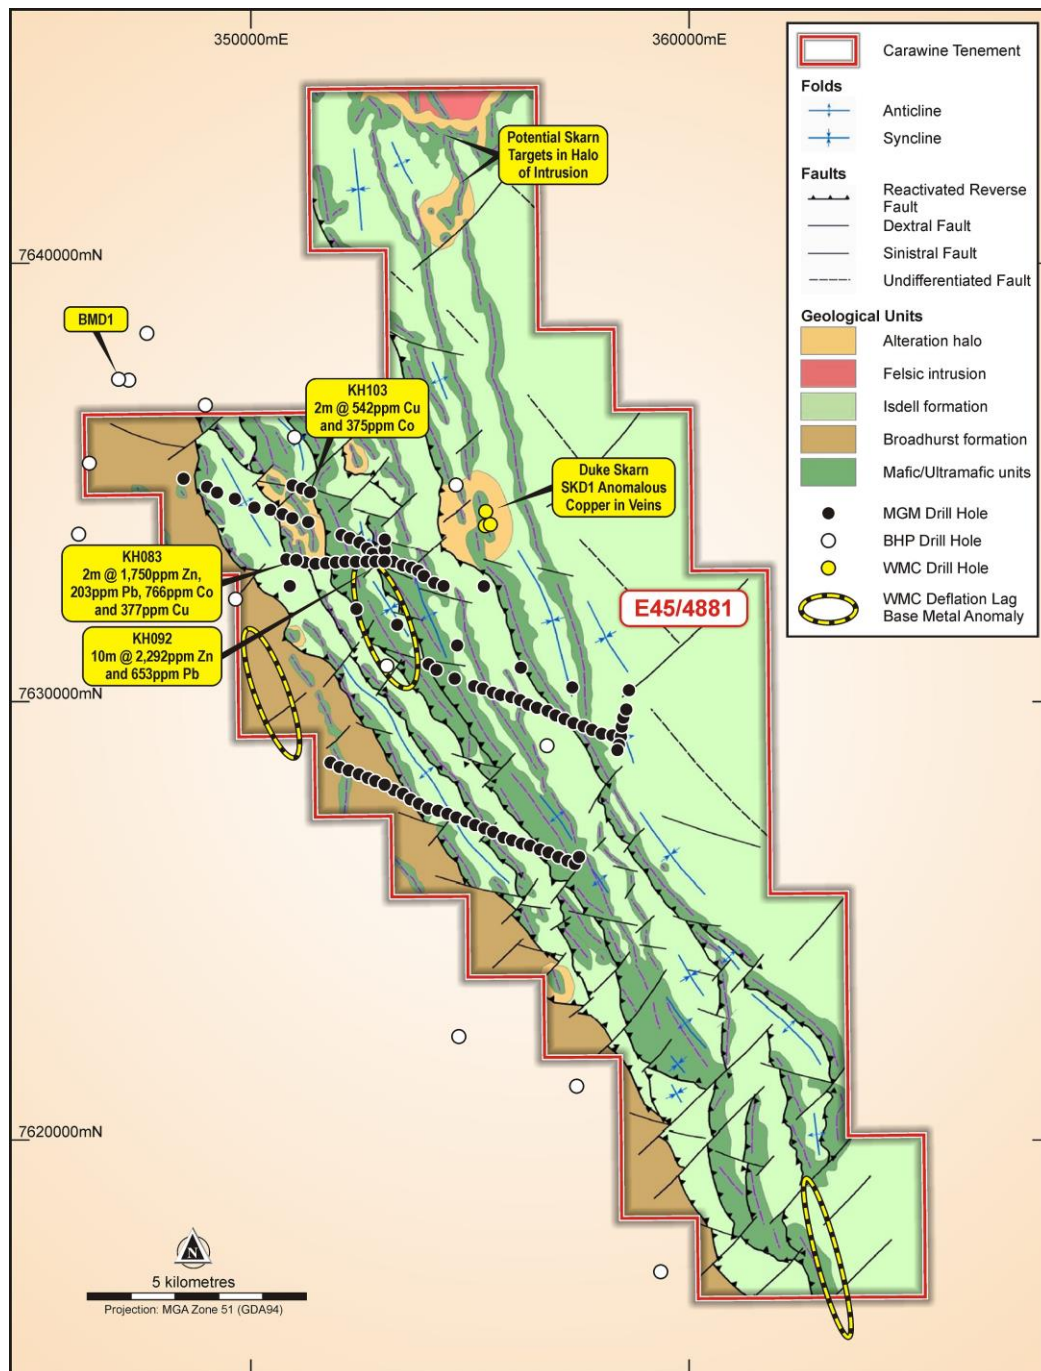 350000mE
360000mE
7640000mN
7630000mN
7620000mN
Potential Skarn
Targets in Halo
of Intrusion
BMD1
KH103
2m @ 542ppm Cu
and 375ppm Co
Duke Skarn
SKD1 Anomalous
Copper in Veins
KH083
2m @ 1,750ppm Zn,
203ppm Pb, 766ppm Co
and 377ppm Cu
KH092
10m @ 2,292ppm Zn
and 653ppm Pb
E45/4881
Carawine Tenement
Folds
Anticline
Syncline
Faults
Reactivated Reverse
Fault
Dextral Fault
Sinistral Fault
Undifferentiated Fault
Geological Units
Alteration halo
Felsic intrusion
Isdell formation
Broadhurst formation
Mafic/Ultramafic units
MGM Drill Hole
BHP Drill Hole
WMC Drill Hole
WMC Deflation Lag
Base Metal Anomaly
N
5 kilometres
Projection: MGA Zone 51 (GDA94)